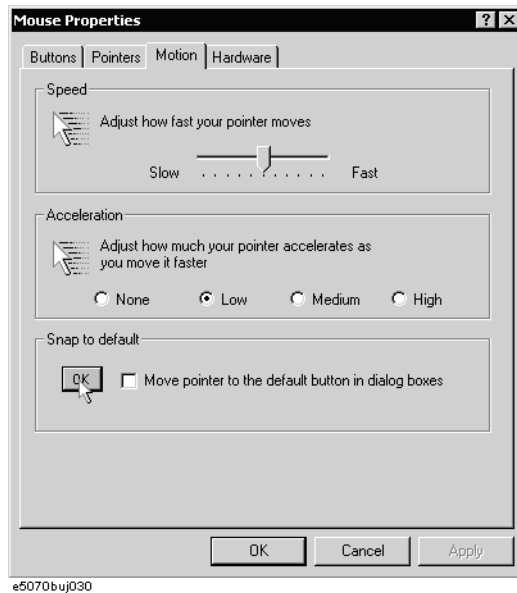 Mouse Properties
? X
Buttons Pointers Motion Hardware
Speed
Adjust how fast your pointer moves
Slow Fast
Acceleration
Adjust how much your pointer accelerates as
you move it faster
None Low Medium High
Snap to default
OK Move pointer to the default button in dialog boxes
OK Cancel Apply
e5070buj030